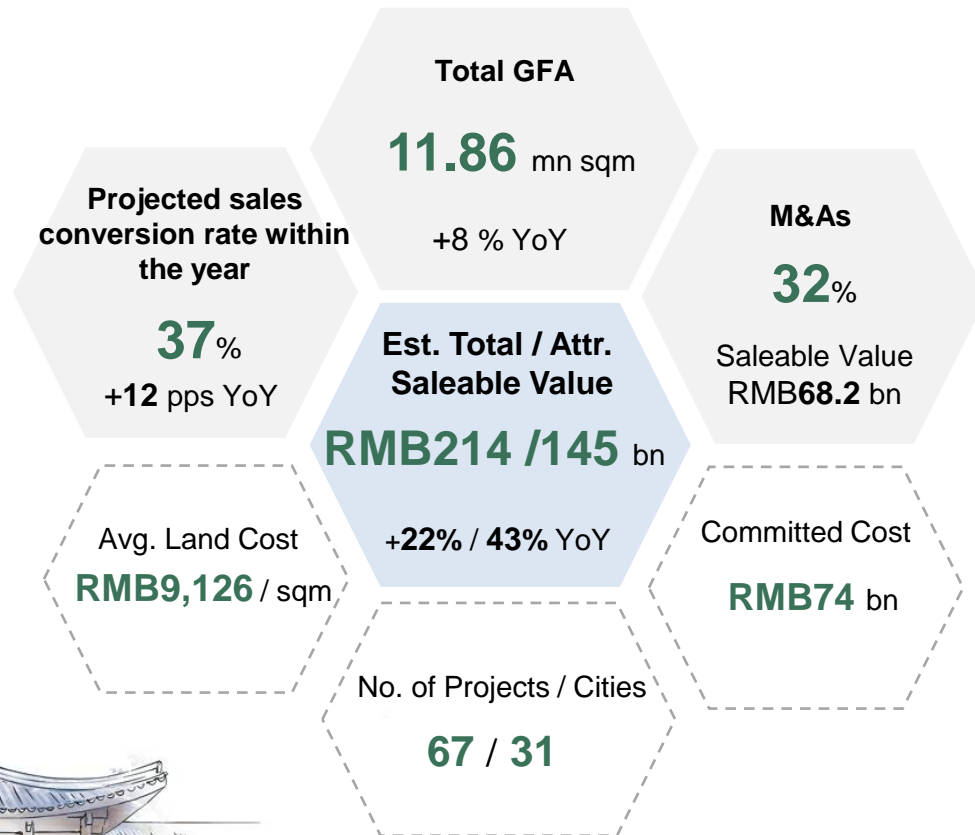 Total GFA
11.86 mn sqm
+8 % YoY
Projected sales
conversion rate within
the year
37%
+12 pps YoY
M&As
32%
Saleable Value
RMB68.2 bn
Est. Total / Attr.
Saleable Value
RMB214 /145 bn
+22% / 43% YoY
Avg. Land Cost
RMB9,126 / sqm
Committed Cost
RMB74 bn
No. of Projects / Cities
67 / 31